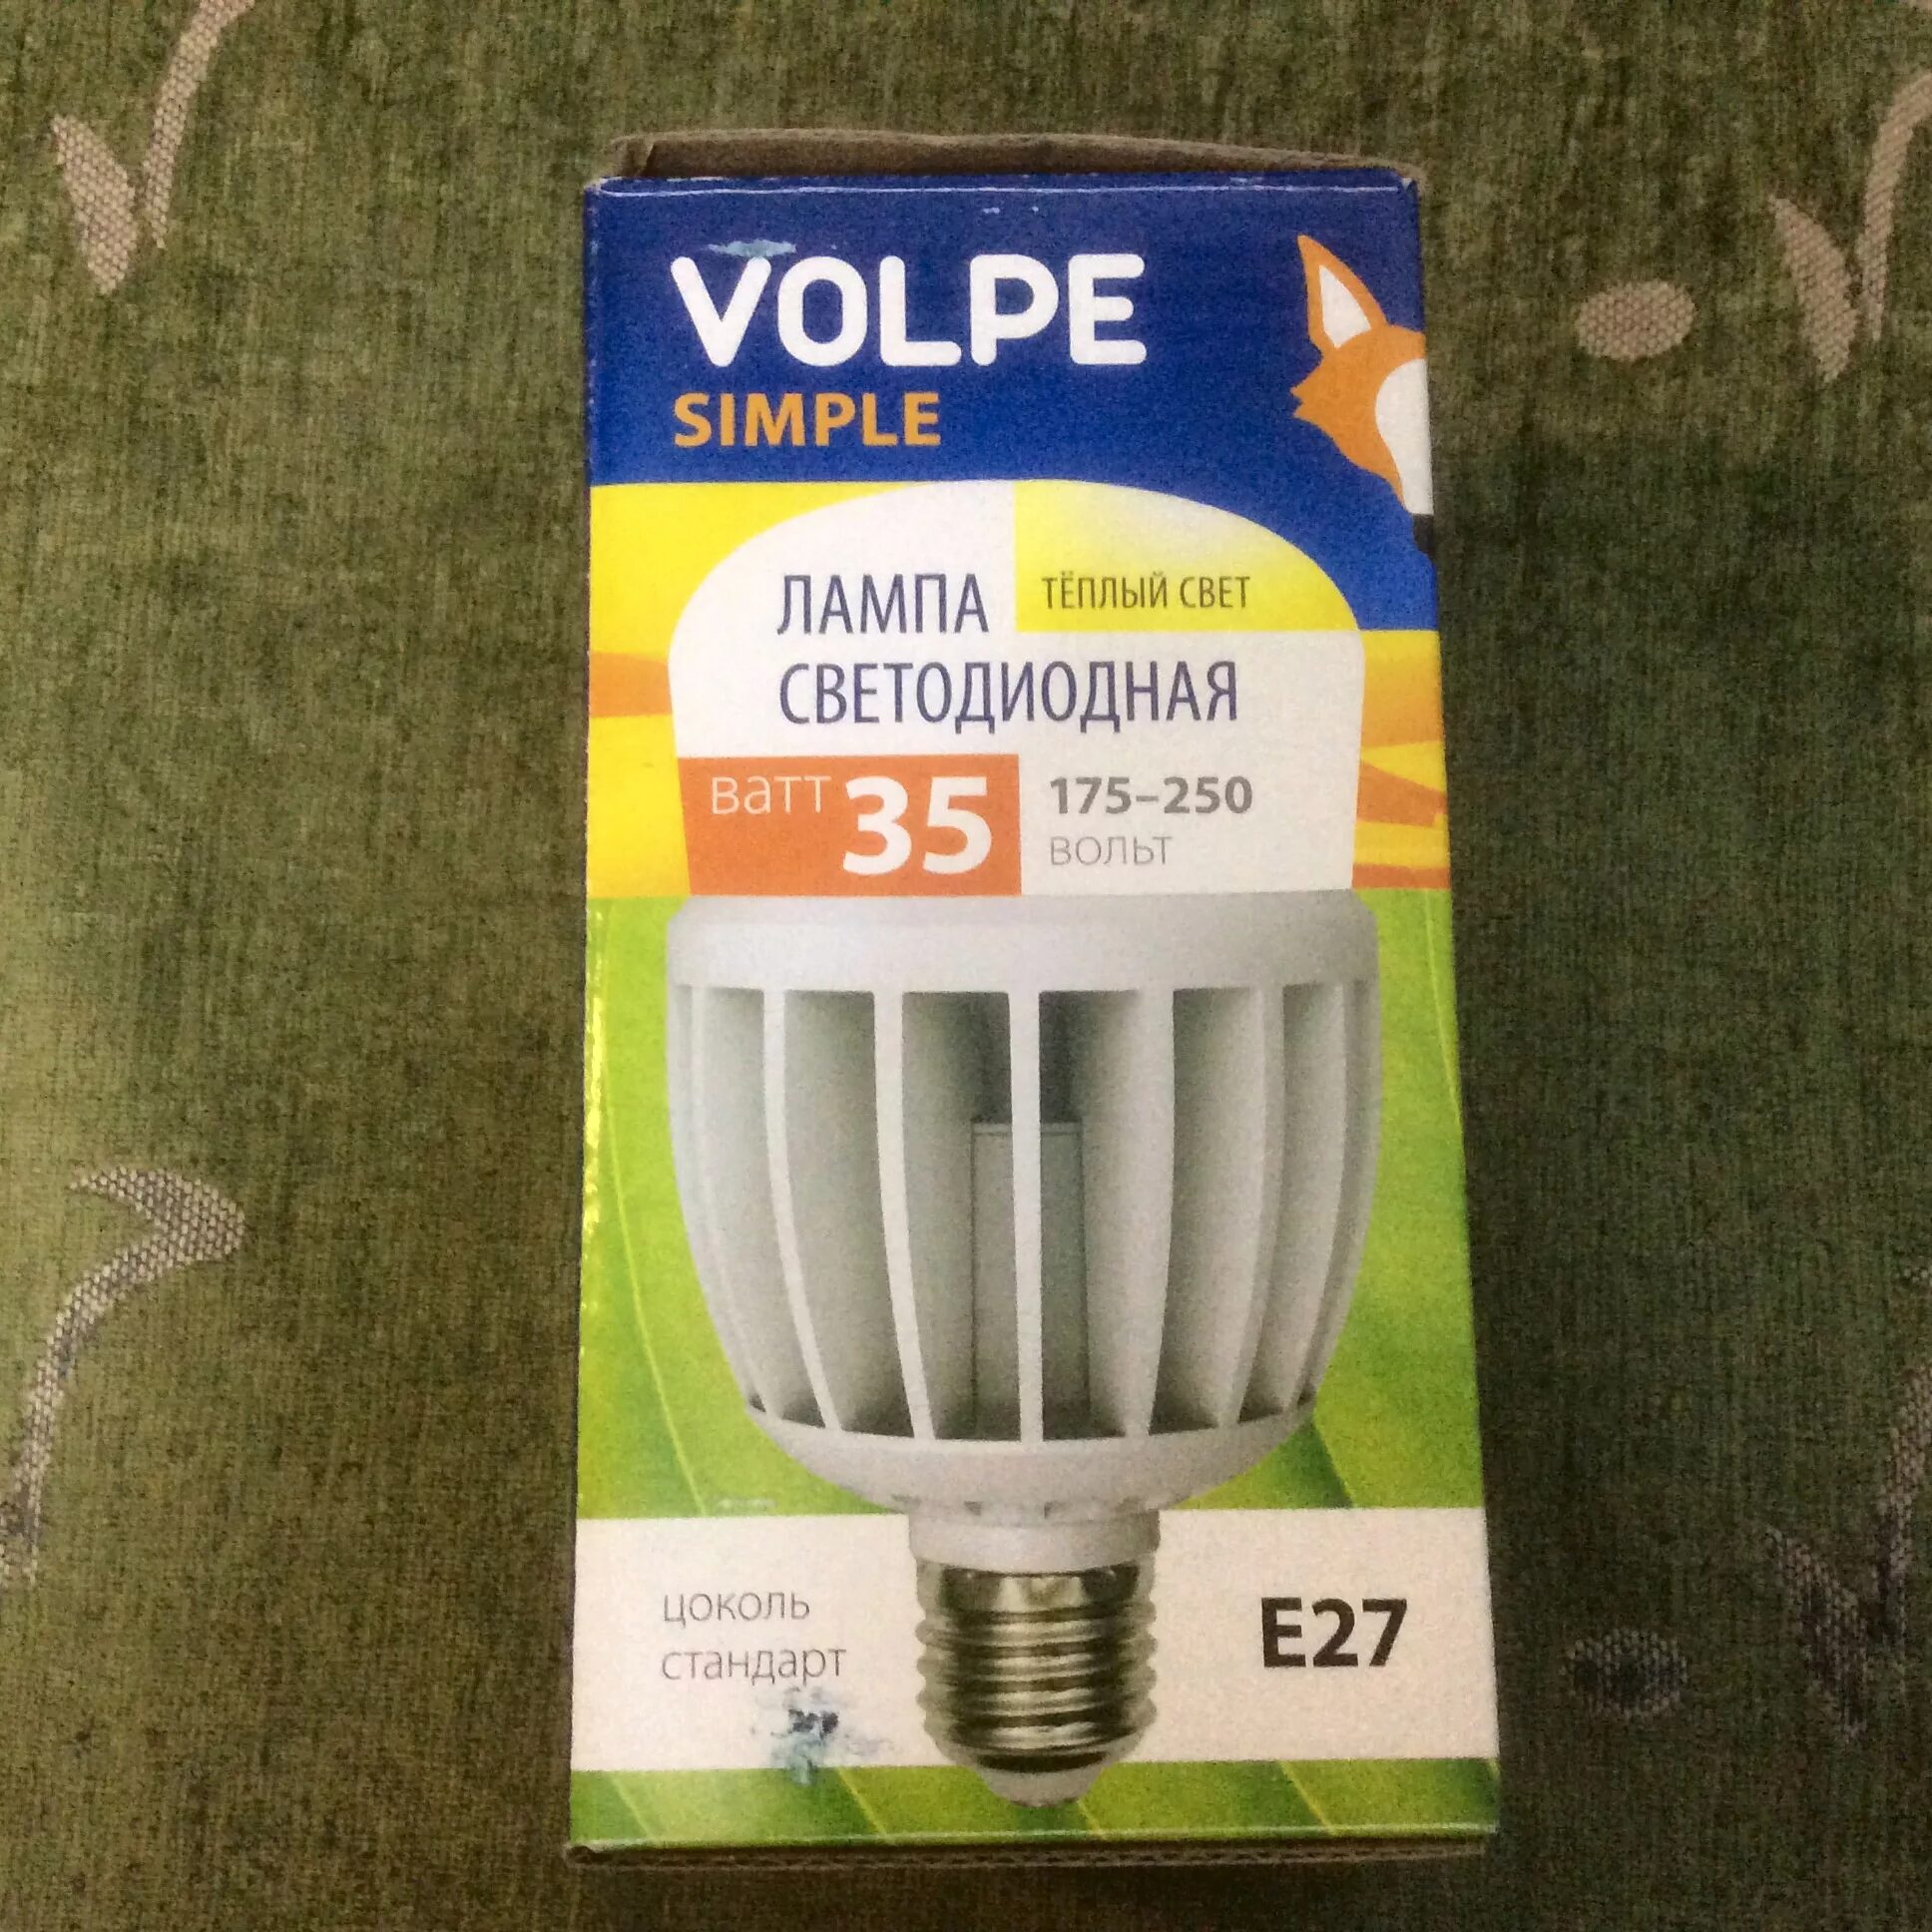 VOLPE
SIMPLE
ТЁПЛЫЙ СВЕТ
ЛАМПА
СВЕТОДИОДНАЯ
ватт 35
175–250
вольт
цоколь
стандарт
E27